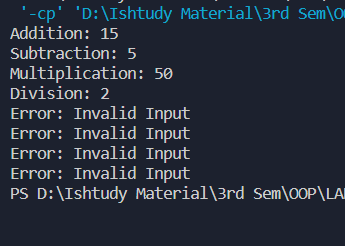 '-cp' 'D:\Ishtudy Material\3rd Sem\OO
Addition: 15
Subtraction: 5
Multiplication: 50
Division: 2
Error: Invalid Input
Error: Invalid Input
Error: Invalid Input
Error: Invalid Input
PS D:\Ishtudy Material\3rd Sem\OOP\LA